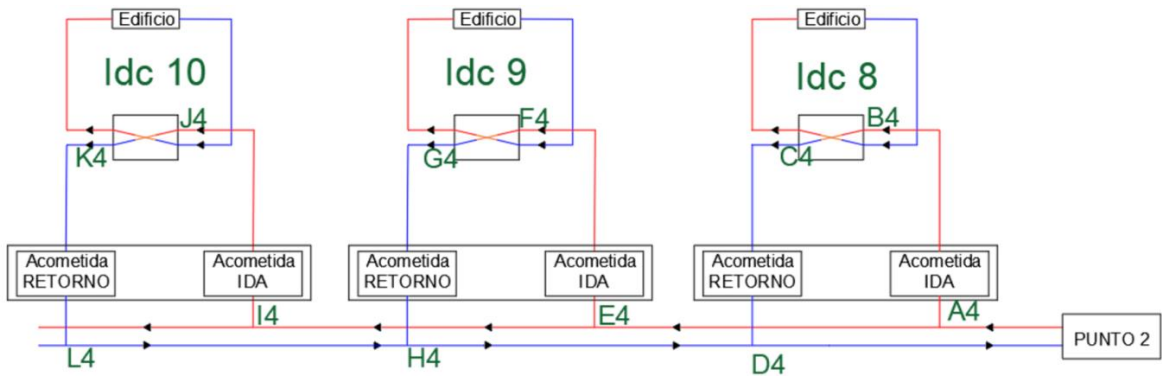 Edificio
Edificio
Edificio
Idc 10
Idc 9
Idc 8
J4
F4
B4
K4
G4
C4
Acometida
RETORNO
Acometida
IDA
Acometida
RETORNO
Acometida
IDA
Acometida
RETORNO
Acometida
IDA
I4
E4
A4
PUNTO 2
L4
H4
D4